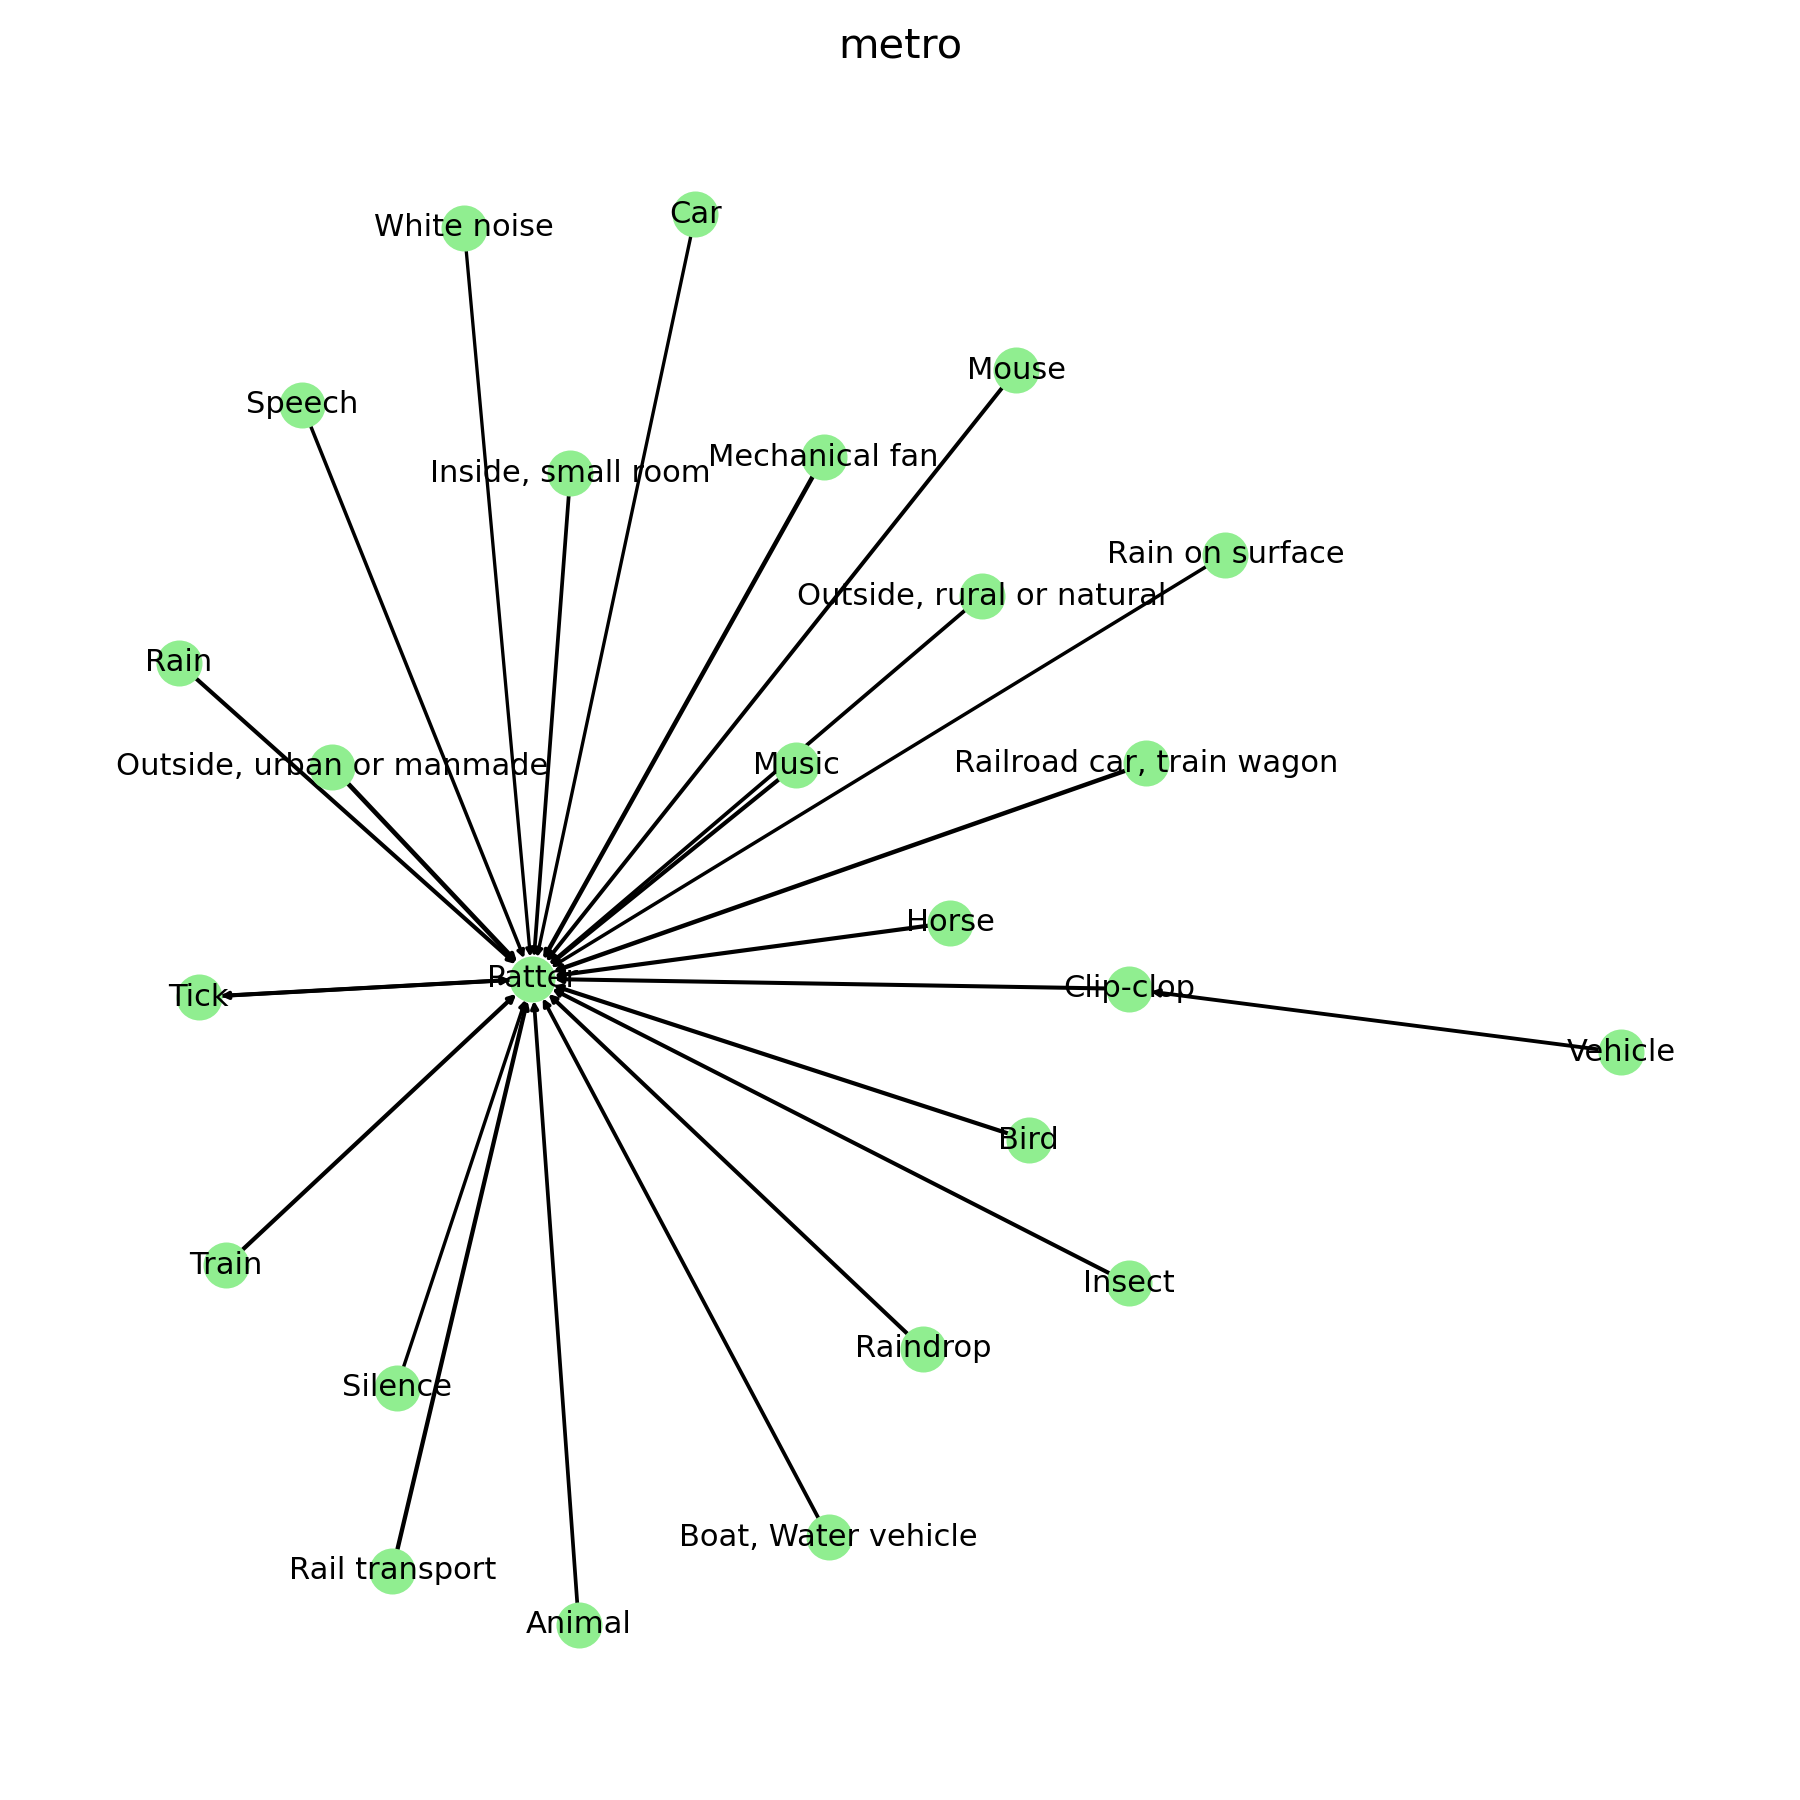 metro
Car
White noise
Mouse
Speech
Mechanical fan
Inside, small room
Rain on surface
Outside, rural or natural
Rain
Railroad car, train wagon
Music
Outside, urban or manmade
Horse
Patter
Clip-clop
Tick
Vehicle
Bird
Train
Insect
Raindrop
Silence
Boat, Water vehicle
Rail transport
Animal